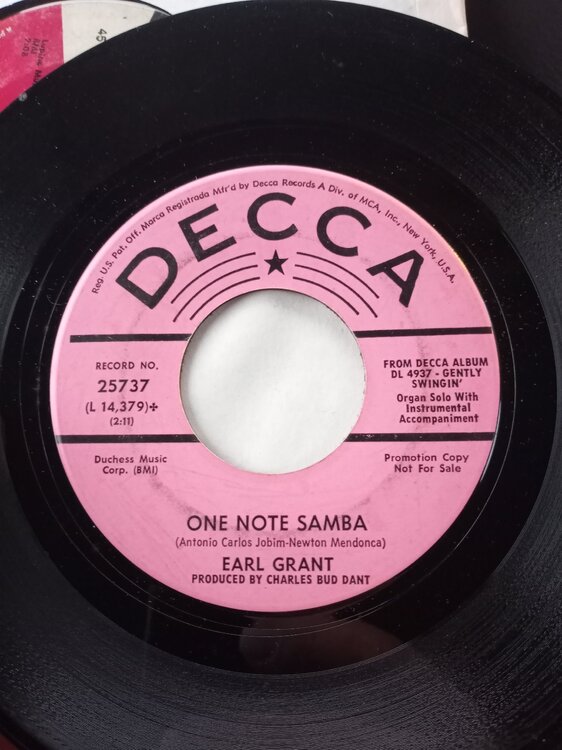 45
Reg. U.S. Pat. Off. Marca Registrada Mfr'd by Decca Records A Div. of MCA, Inc., New York, U.S.A.
DECCA
RECORD NO.
25737
(L 14,379)✢
(2:11)
FROM DECCA ALBUM
DL 4937 - GENTLY
SWINGIN'
Organ Solo With
Instrumental
Accompaniment
Duchess Music
Corp. (BMI)
Promotion Copy
Not For Sale
ONE NOTE SAMBA
(Antonio Carlos Jobim-Newton Mendonca)
EARL GRANT
PRODUCED BY CHARLES BUD DANT